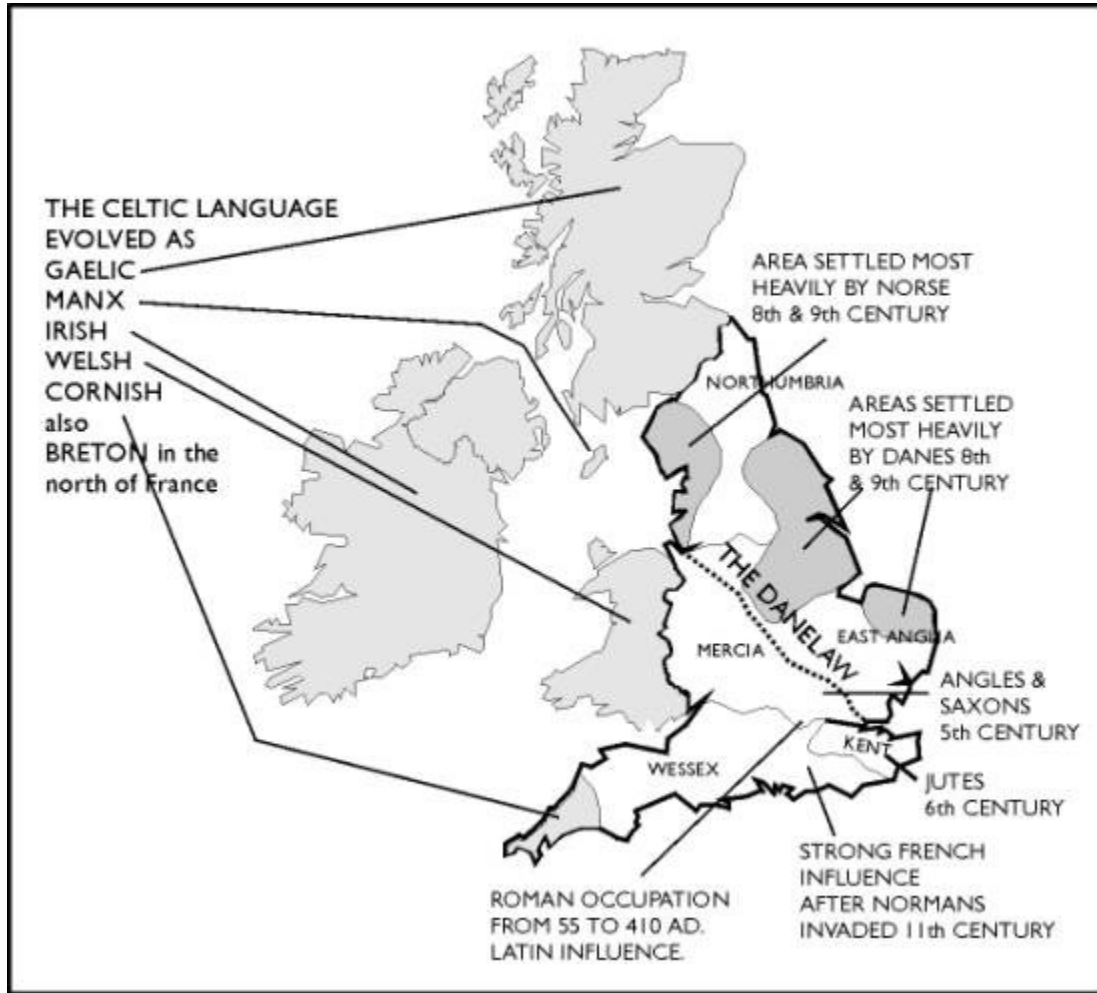 THE CELTIC LANGUAGE
EVOLVED AS
GAELIC
MANX
IRISH
WELSH
CORNISH
also
BRETON in the
north of France
AREA SETTLED MOST
HEAVILY BY NORSE
8th & 9th CENTURY
NORTHUMBRIA
AREAS SETTLED
MOST HEAVILY
BY DANES 8th
& 9th CENTURY
THE DANELAW
MERCIA
EAST ANGLIA
ANGLES &
SAXONS
5th CENTURY
KENT
WESSEX
JUTES
6th CENTURY
ROMAN OCCUPATION
FROM 55 TO 410 AD.
LATIN INFLUENCE.
STRONG FRENCH
INFLUENCE
AFTER NORMANS
INVADED 11th CENTURY